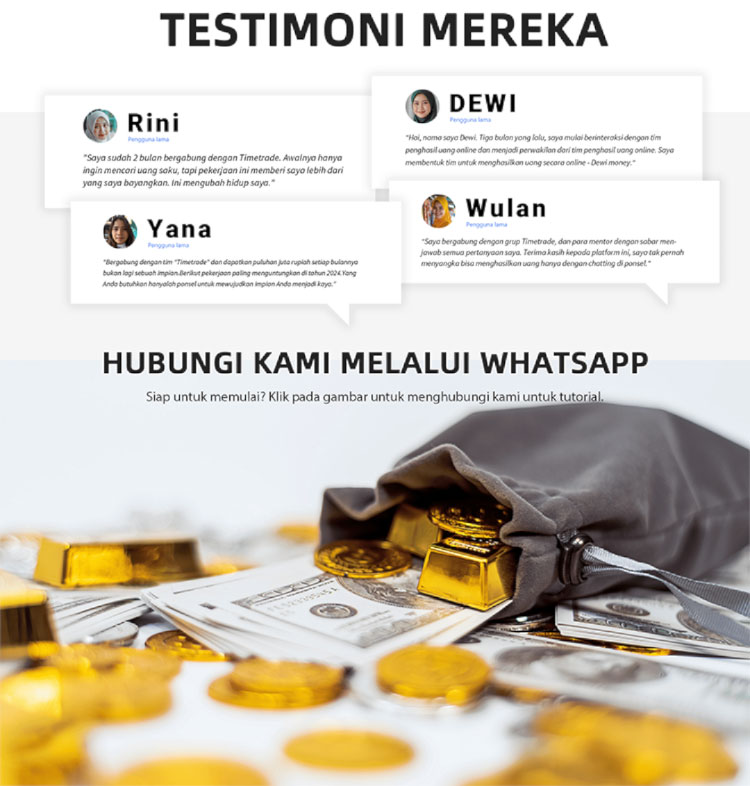 TESTIMONI MEREKA
Rini
Pengguna lama
"Saya sudah 2 bulan bergabung dengan Timetrade. Awalnya hanya
ingin mencari uang saku, tapi pekerjaan ini memberi saya lebih dari
yang saya bayangkan. Ini mengubah hidup saya."
DEWI
Pengguna lama
"Hai, nama saya Dewi. Tiga bulan yang lalu, saya mulai berinteraksi dengan tim
penghasil uang online dan menjadi perwakilan dari tim penghasil uang online. Saya
membentuk tim untuk menghasilkan uang secara online - Dewi money."
Yana
Pengguna lama
"Bergabung dengan tim "Timetrade" dan dapatkan puluhan juta rupiah setiap bulannya
bukan lagi sebuah impian.Berikut pekerjaan paling menguntungkan di tahun 2024.Yang
Anda butuhkan hanyalah ponsel untuk mewujudkan impian Anda menjadi kaya."
Wulan
Pengguna lama
"Saya bergabung dengan grup Timetrade, dan para mentor dengan sabar men-
jawab semua pertanyaan saya. Terima kasih kepada platform ini, saya tak pernah
menyangka bisa menghasilkan uang hanya dengan chatting di ponsel."
HUBUNGI KAMI MELALUI WHATSAPP
Siap untuk memulai? Klik pada gambar untuk menghubungi kami untuk tutorial.